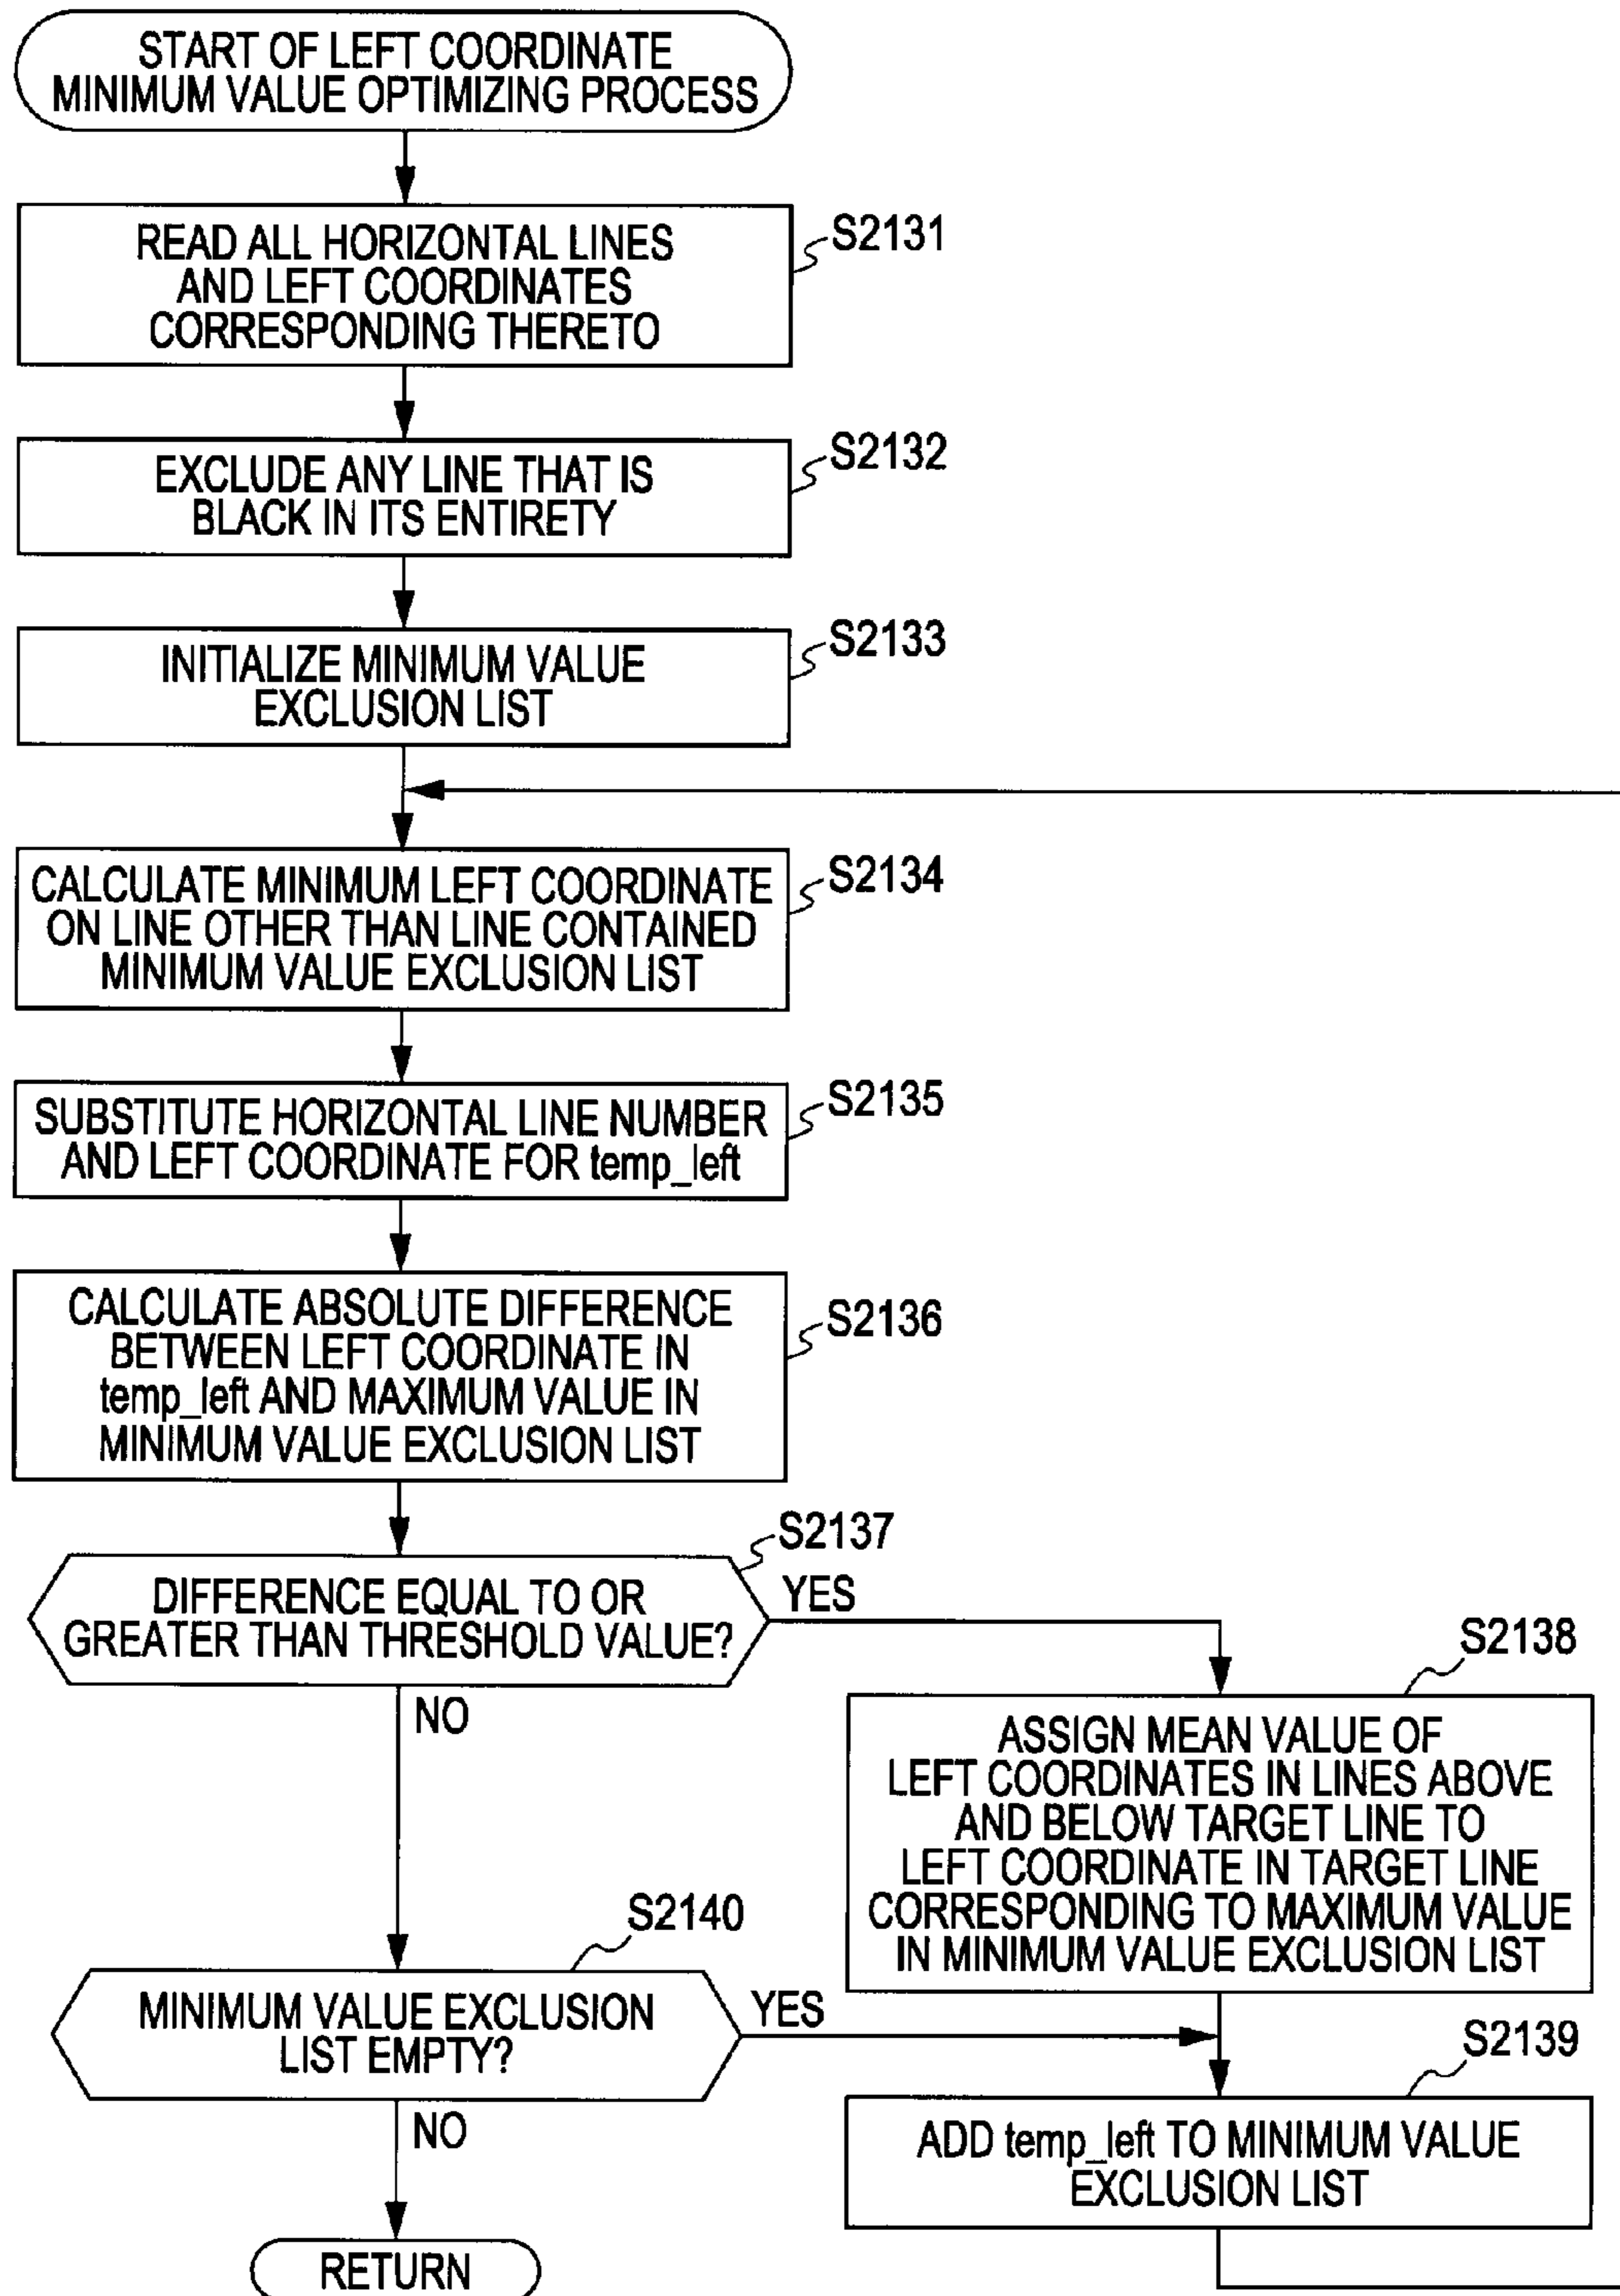 START OF LEFT COORDINATE
MINIMUM VALUE OPTIMIZING PROCESS
READ ALL HORIZONTAL LINES
AND LEFT COORDINATES
CORRESPONDING THERETO
S2131
EXCLUDE ANY LINE THAT IS
BLACK IN ITS ENTIRETY
S2132
INITIALIZE MINIMUM VALUE
EXCLUSION LIST
S2133
CALCULATE MINIMUM LEFT COORDINATE
ON LINE OTHER THAN LINE CONTAINED
MINIMUM VALUE EXCLUSION LIST
S2134
SUBSTITUTE HORIZONTAL LINE NUMBER
AND LEFT COORDINATE FOR temp_left
S2135
CALCULATE ABSOLUTE DIFFERENCE
BETWEEN LEFT COORDINATE IN
temp_left AND MAXIMUM VALUE IN
MINIMUM VALUE EXCLUSION LIST
S2136
S2137
DIFFERENCE EQUAL TO OR
GREATER THAN THRESHOLD VALUE?
YES
NO
S2138
ASSIGN MEAN VALUE OF
LEFT COORDINATES IN LINES ABOVE
AND BELOW TARGET LINE TO
LEFT COORDINATE IN TARGET LINE
CORRESPONDING TO MAXIMUM VALUE
IN MINIMUM VALUE EXCLUSION LIST
S2140
MINIMUM VALUE EXCLUSION
LIST EMPTY?
YES
NO
S2139
ADD temp_left TO MINIMUM VALUE
EXCLUSION LIST
RETURN